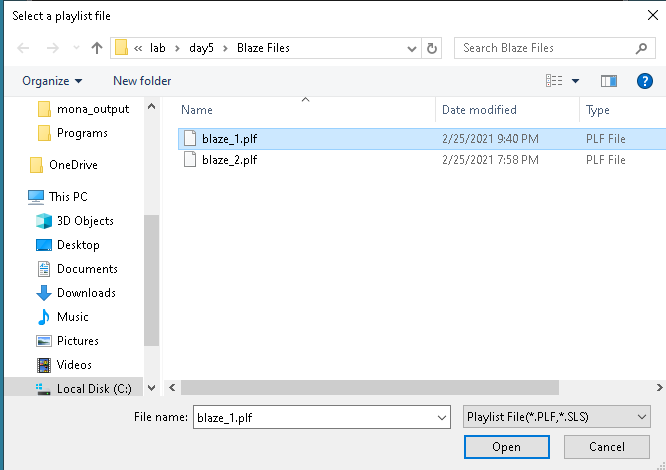 Select a playlist file
« lab › day5 › Blaze Files
Search Blaze Files
Organize
New folder
?
mona_output
Programs
OneDrive
This PC
3D Objects
Desktop
Documents
Downloads
Music
Pictures
Videos
Local Disk (C:)
Name Date modified Type
blaze_1.plf 2/25/2021 9:40 PM PLF File
blaze_2.plf 2/25/2021 7:58 PM PLF File
File name: blaze_1.plf
Playlist File(*.PLF,*.SLS)
Open
Cancel